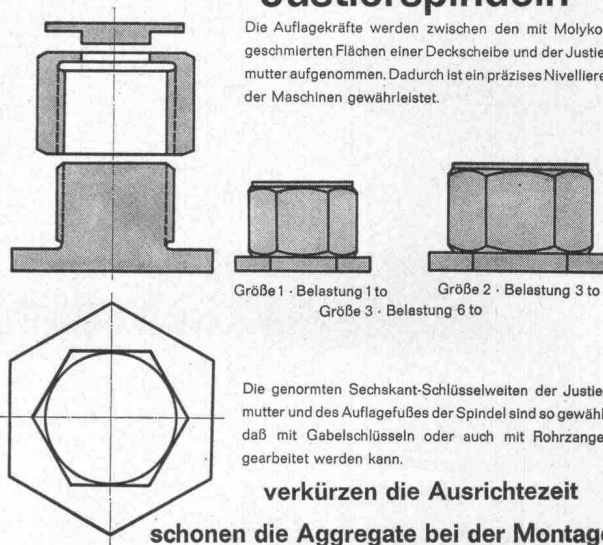 Justierspindeln
Die Auflagekräfte werden zwischen den mit Molyko
geschmierten Flächen einer Deckscheibe und der Justie
mutter aufgenommen. Dadurch ist ein präzises Nivelliere
der Maschinen gewährleistet.
Größe 1 · Belastung 1 to
Größe 2 · Belastung 3 to
Größe 3 · Belastung 6 to
Die genormten Sechskant-Schlüsselweiten der Justie
mutter und des Auflagefußes der Spindel sind so gewähl
daß mit Gabelschlüsseln oder auch mit Rohrzange
gearbeitet werden kann.
verkürzen die Ausrichtezeit
schonen die Aggregate bei der Montage